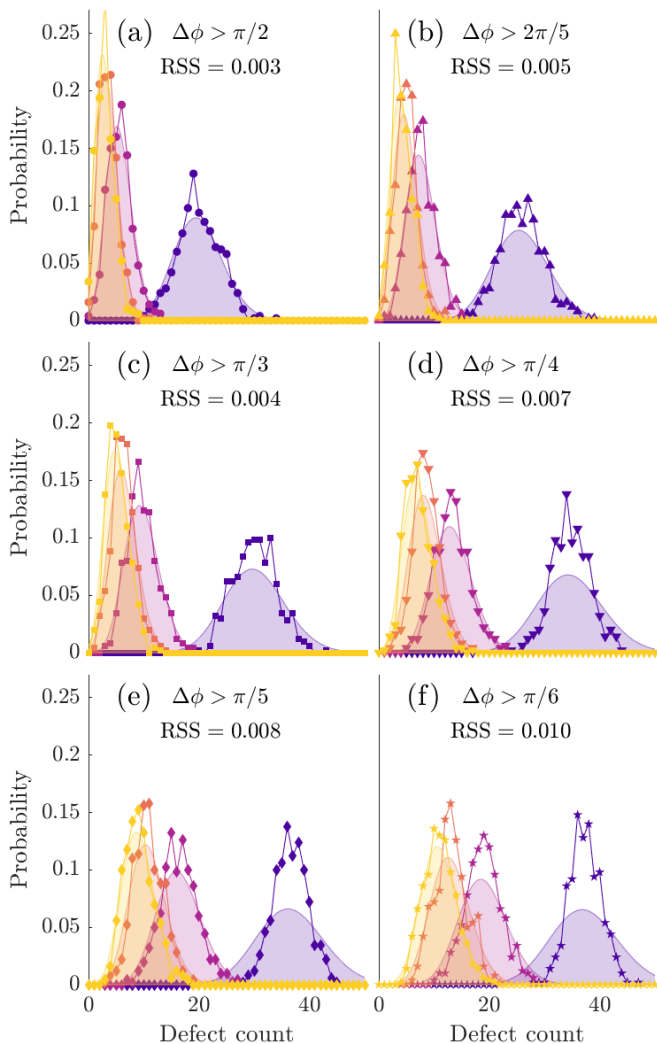 (a) Δϕ > π/2
RSS = 0.003
(b) Δϕ > 2π/5
RSS = 0.005
Probability
0.25
0.2
0.15
0.1
0.05
0
(c) Δϕ > π/3
RSS = 0.004
(d) Δϕ > π/4
RSS = 0.007
Probability
0.25
0.2
0.15
0.1
0.05
0
(e) Δϕ > π/5
RSS = 0.008
(f) Δϕ > π/6
RSS = 0.010
Probability
0.25
0.2
0.15
0.1
0.05
0
0 20 40
0 20 40
Defect count
Defect count